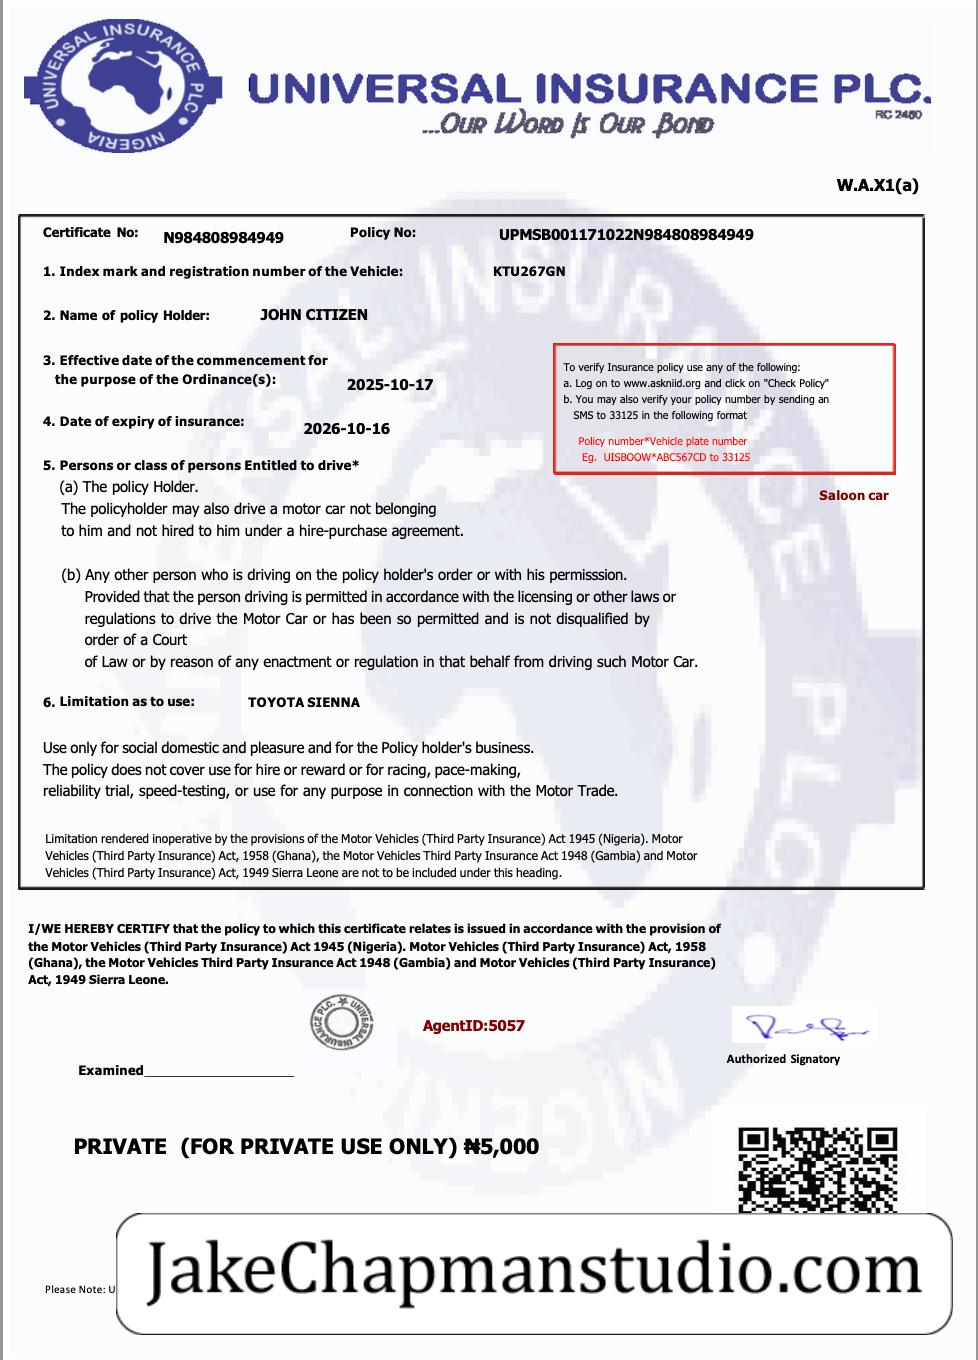 UNIVERSAL INSURANCE PLC
NIGERIA
UNIVERSAL INSURANCE PLC.
...OUR WORD IS OUR BOND
RC 2460
W.A.X1(a)
Certificate No: N984808984949 Policy No: UPMSB001171022N984808984949
1. Index mark and registration number of the Vehicle: KTU267GN
2. Name of policy Holder: JOHN CITIZEN
3. Effective date of the commencement for
the purpose of the Ordinance(s): 2025-10-17
4. Date of expiry of insurance: 2026-10-16
To verify Insurance policy use any of the following:
a. Log on to www.askniid.org and click on "Check Policy"
b. You may also verify your policy number by sending an
SMS to 33125 in the following format
Policy number*Vehicle plate number
Eg. UISBOOW*ABC567CD to 33125
Saloon car
5. Persons or class of persons Entitled to drive*
(a) The policy Holder.
The policyholder may also drive a motor car not belonging
to him and not hired to him under a hire-purchase agreement.
(b) Any other person who is driving on the policy holder's order or with his permisssion.
Provided that the person driving is permitted in accordance with the licensing or other laws or
regulations to drive the Motor Car or has been so permitted and is not disqualified by
order of a Court
of Law or by reason of any enactment or regulation in that behalf from driving such Motor Car.
6. Limitation as to use: TOYOTA SIENNA
Use only for social domestic and pleasure and for the Policy holder's business.
The policy does not cover use for hire or reward or for racing, pace-making,
reliability trial, speed-testing, or use for any purpose in connection with the Motor Trade.
Limitation rendered inoperative by the provisions of the Motor Vehicles (Third Party Insurance) Act 1945 (Nigeria). Motor
Vehicles (Third Party Insurance) Act, 1958 (Ghana), the Motor Vehicles Third Party Insurance Act 1948 (Gambia) and Motor
Vehicles (Third Party Insurance) Act, 1949 Sierra Leone are not to be included under this heading.
I/WE HEREBY CERTIFY that the policy to which this certificate relates is issued in accordance with the provision of
the Motor Vehicles (Third Party Insurance) Act 1945 (Nigeria). Motor Vehicles (Third Party Insurance) Act, 1958
(Ghana), the Motor Vehicles Third Party Insurance Act 1948 (Gambia) and Motor Vehicles (Third Party Insurance)
Act, 1949 Sierra Leone.
UNIVERSAL INSURANCE PLC.
AgentID:5057
Authorized Signatory
Examined____________________
PRIVATE (FOR PRIVATE USE ONLY) ₦5,000
Please Note: U
JakeChapmanstudio.com